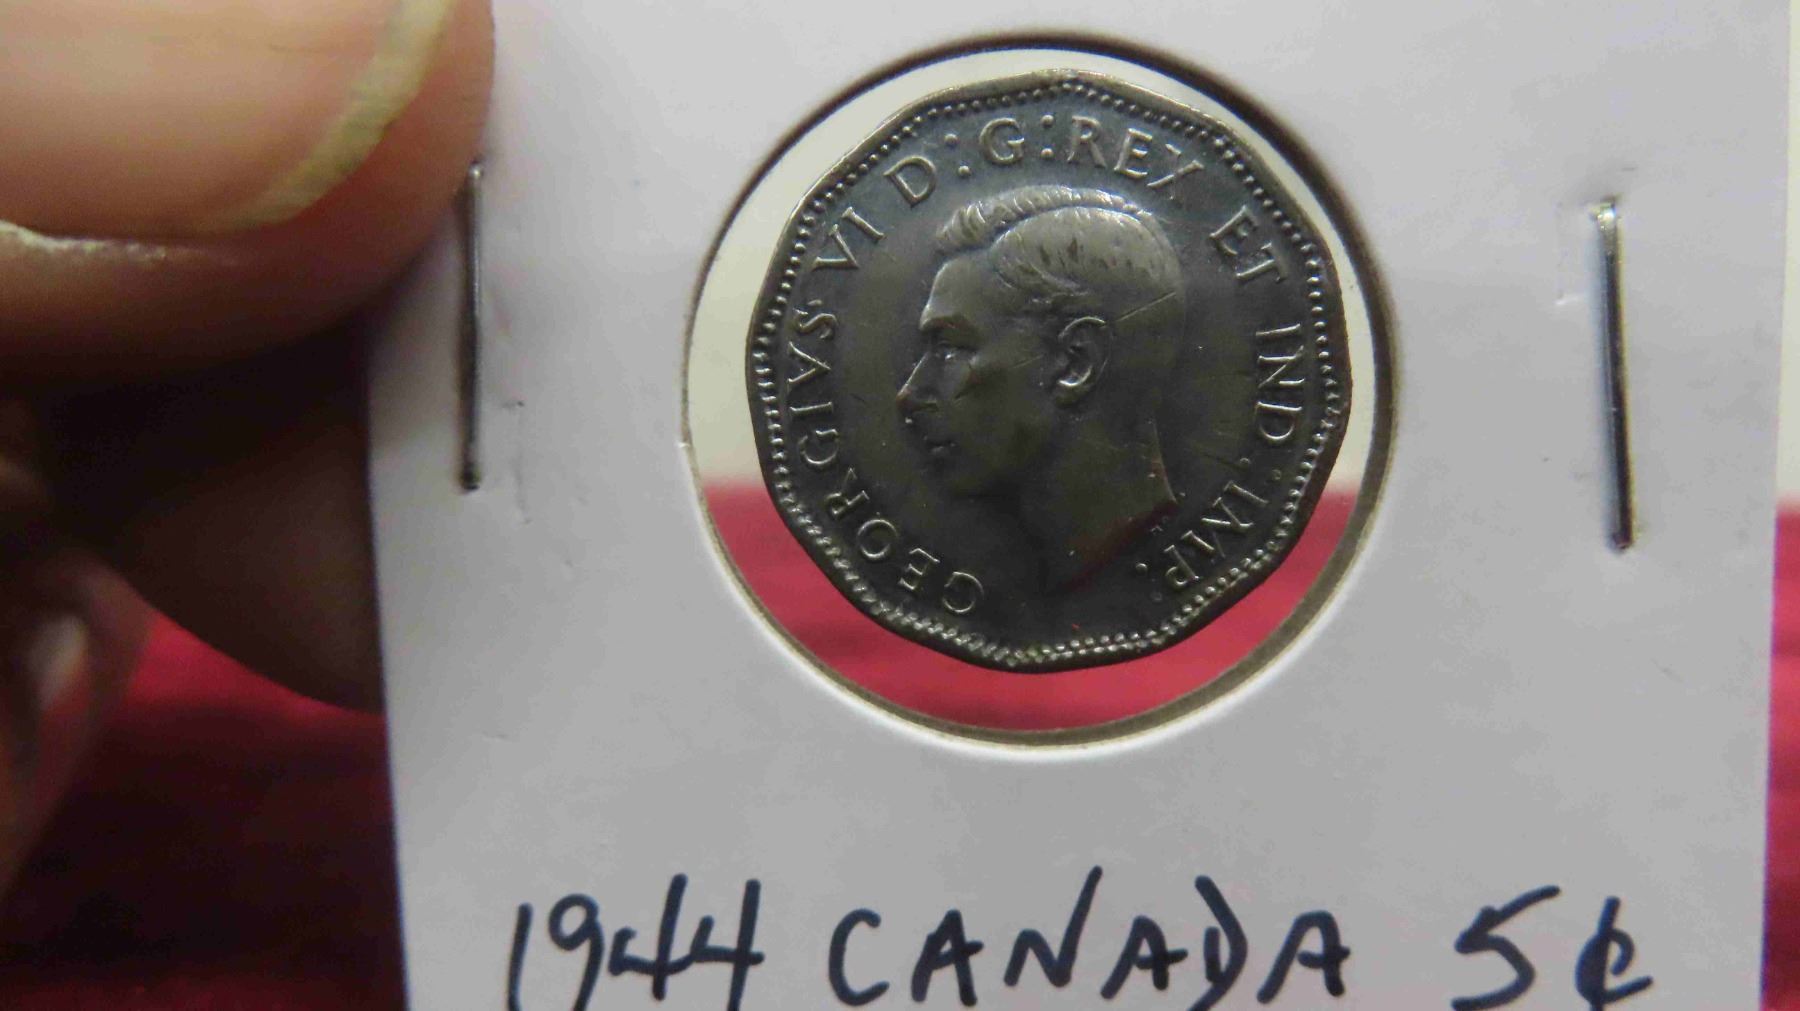 GEORGIVS VI D:G:REX ET IND:IMP:
1944 CANADA 5¢